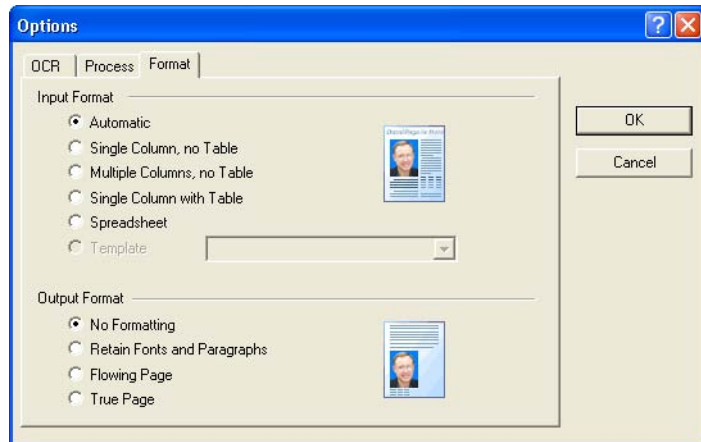 Options
OCR
Process
Format
Input Format
Automatic
Single Column, no Table
Multiple Columns, no Table
Single Column with Table
Spreadsheet
Template
Output Format
No Formatting
Retain Fonts and Paragraphs
Flowing Page
True Page
OK
Cancel